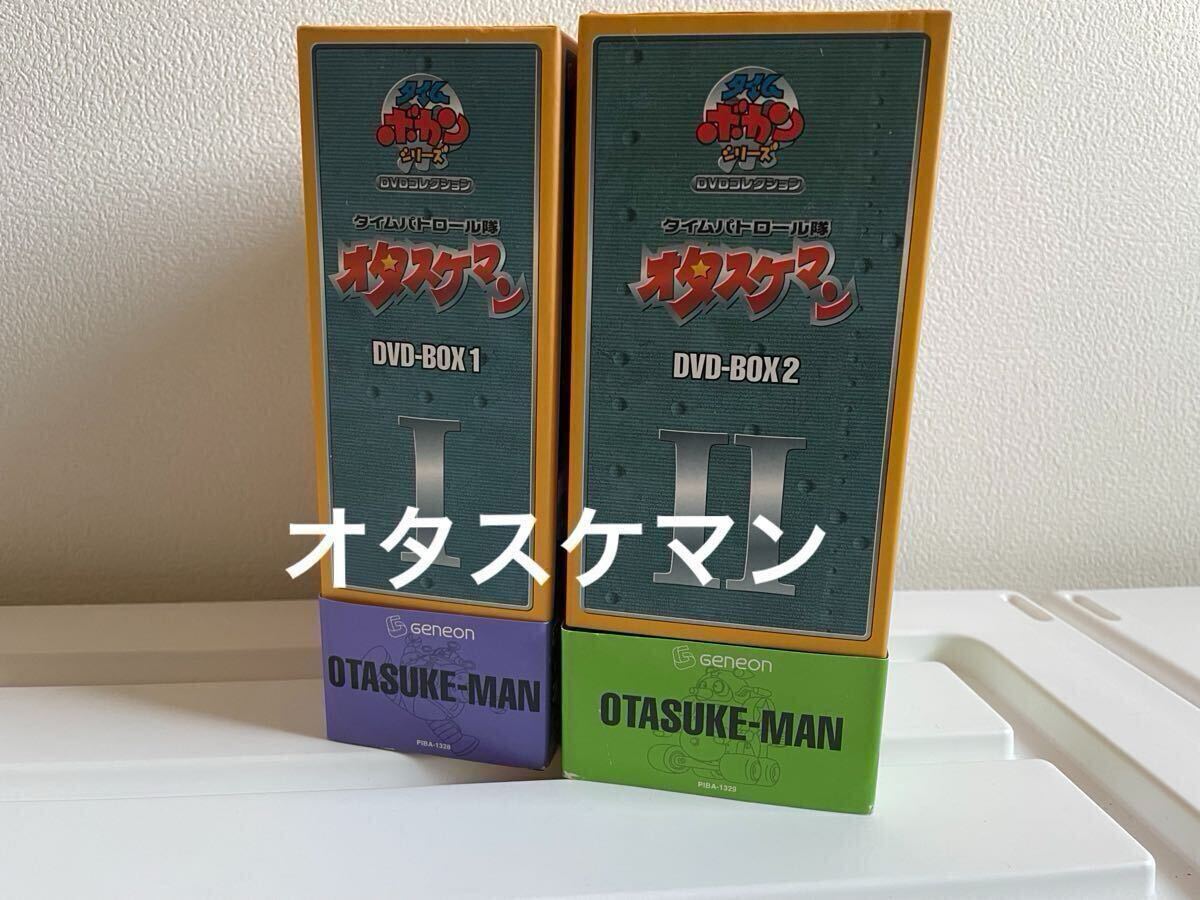 タイム
ボカン
シリーズ
DVDコレクション
タイムパトロール隊
オタスケマン
DVD-BOX 1
I
GENEON
OTASUKE-MAN
PIBA-1328
タイム
ボカン
シリーズ
DVDコレクション
タイムパトロール隊
オタスケマン
DVD-BOX 2
II
GENEON
OTASUKE-MAN
PIBA-1329
オタスケマン